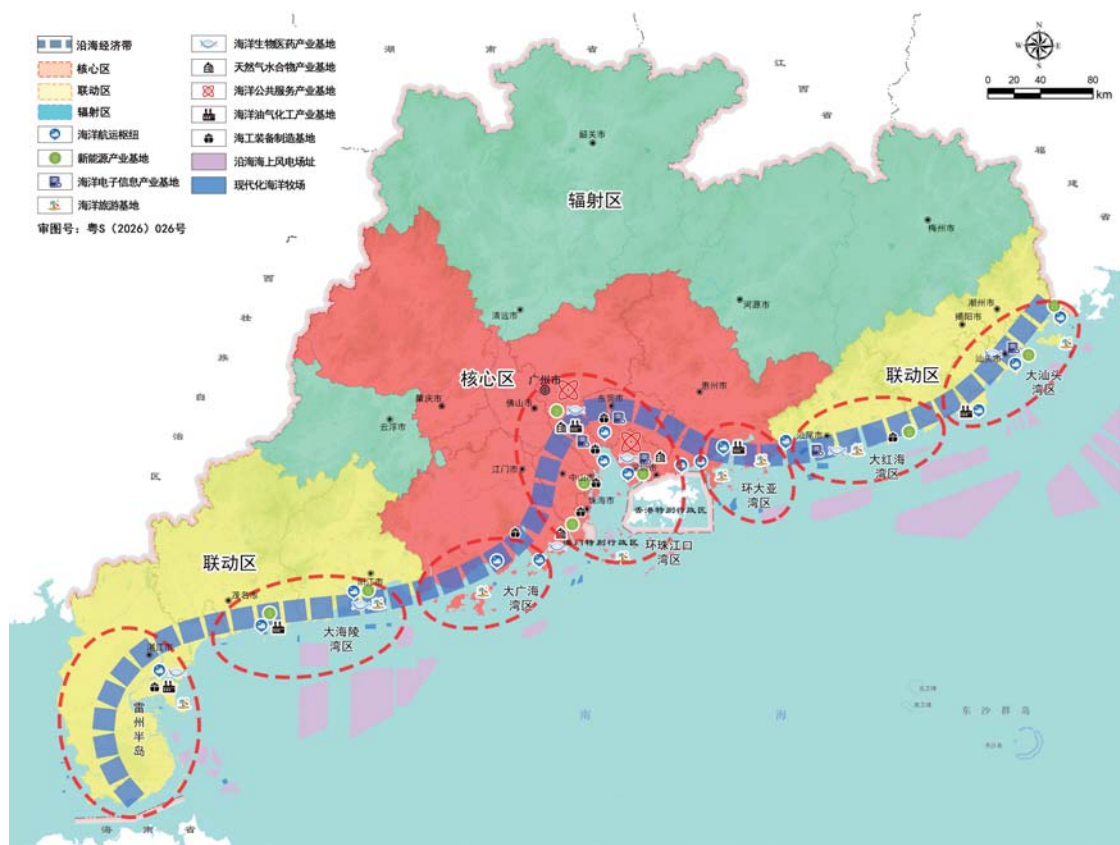 沿海经济带
核心区
联动区
辐射区
海洋航运枢纽
新能源产业基地
海洋电子信息产业基地
海洋旅游基地
海洋生物医药产业基地
天然气水合物产业基地
海洋公共服务产业基地
海洋油气化工产业基地
海工装备制造基地
沿海海上风电场址
现代化海洋牧场
审图号：粤S（2026）026号
N
W
E
S
0 20 40 80
km
湖 南 省
江 西 省
福 建 省
广 西 壮 族 自 治 区
韶关市
辐射区
梅州市
河源市
清远市
潮州市
揭阳市
汕头市
大汕头
湾区
联动区
核心区
广州市
惠州市
肇庆市
佛山市
东莞市
云浮市
汕尾市
大红海
湾区
江门市
中山市
环大亚
湾区
珠海市
香港特别行政区
澳门特别行政区
环珠江口
湾区
联动区
阳江市
大广海
湾区
茂名市
大海陵
湾区
湛江市
雷州半岛
南 海
东 沙 群 岛
海 南 省